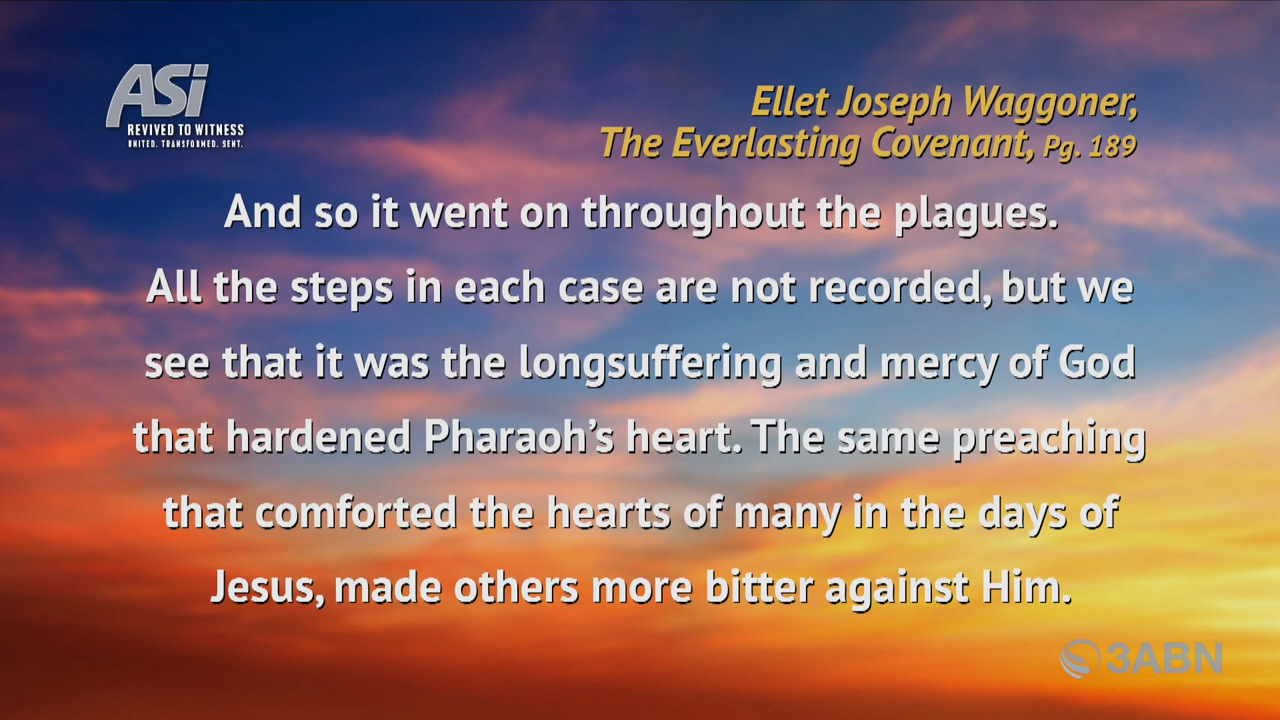 ASi
REVIVED TO WITNESS
UNITED. TRANSFORMED. SENT.
Ellet Joseph Waggoner,
The Everlasting Covenant, Pg. 189
And so it went on throughout the plagues.
All the steps in each case are not recorded, but we
see that it was the longsuffering and mercy of God
that hardened Pharaoh's heart. The same preaching
that comforted the hearts of many in the days of
Jesus, made others more bitter against Him.
3ABN